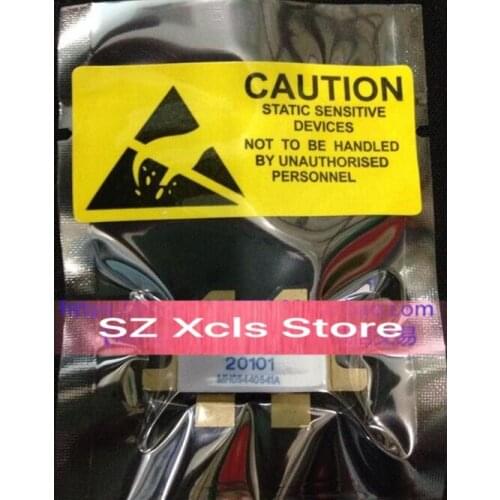 CAUTION
STATIC SENSITIVE
DEVICES
NOT TO BE HANDLED
BY UNAUTHORISED
PERSONNEL
SZ Xcls Store
20101